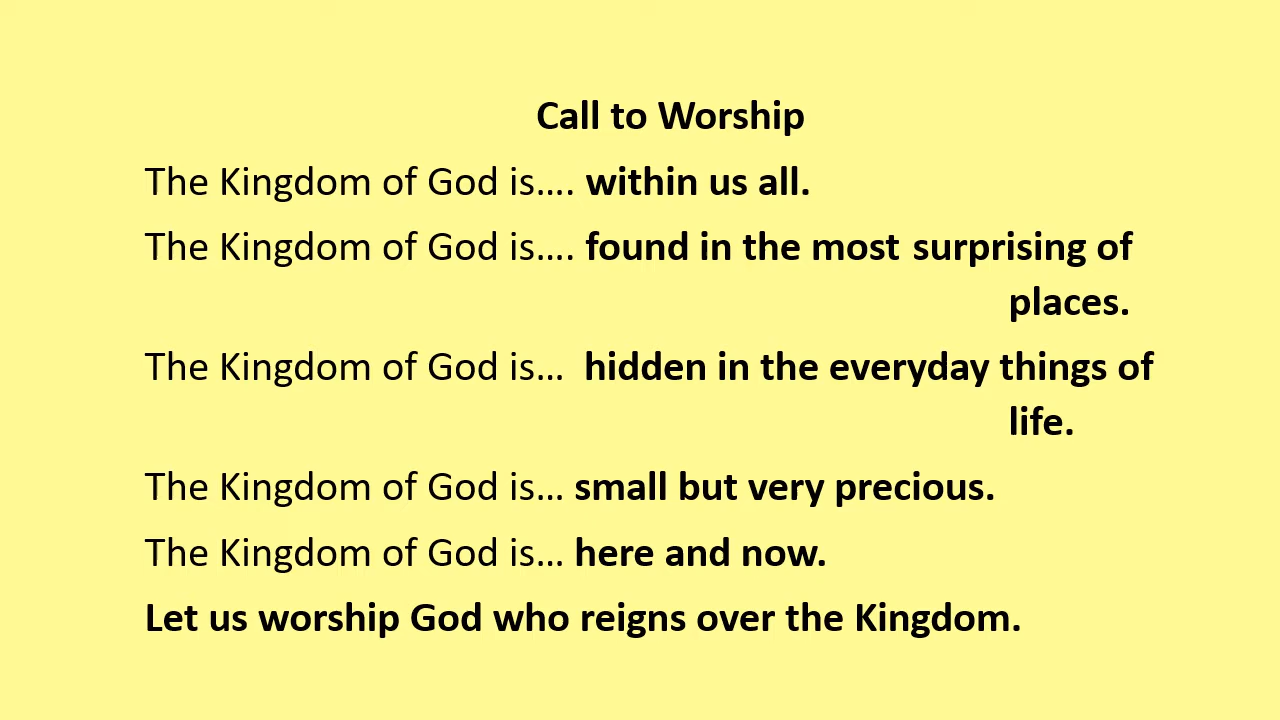 Call to Worship
The Kingdom of God is.... within us all.
The Kingdom of God is.... found in the most surprising of
places.
The Kingdom of God is... hidden in the everyday things of
life.
The Kingdom of God is... small but very precious.
The Kingdom of God is... here and now.
Let us worship God who reigns over the Kingdom.